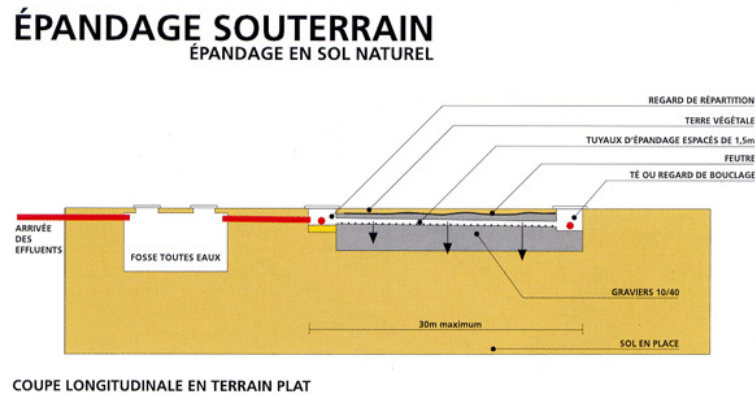 ÉPANDAGE SOUTERRAIN
ÉPANDAGE EN SOL NATUREL
REGARD DE RÉPARTITION
TERRE VÉGÉTALE
TUYAUX D'ÉPANDAGE ESPACÉS DE 1,5m
FEUTRE
TÉ OU REGARD DE BOUCLAGE
ARRIVÉE
DES
EFFLUENTS
FOSSE TOUTES EAUX
GRAVIERS 10/40
30m maximum
SOL EN PLACE
COUPE LONGITUDINALE EN TERRAIN PLAT